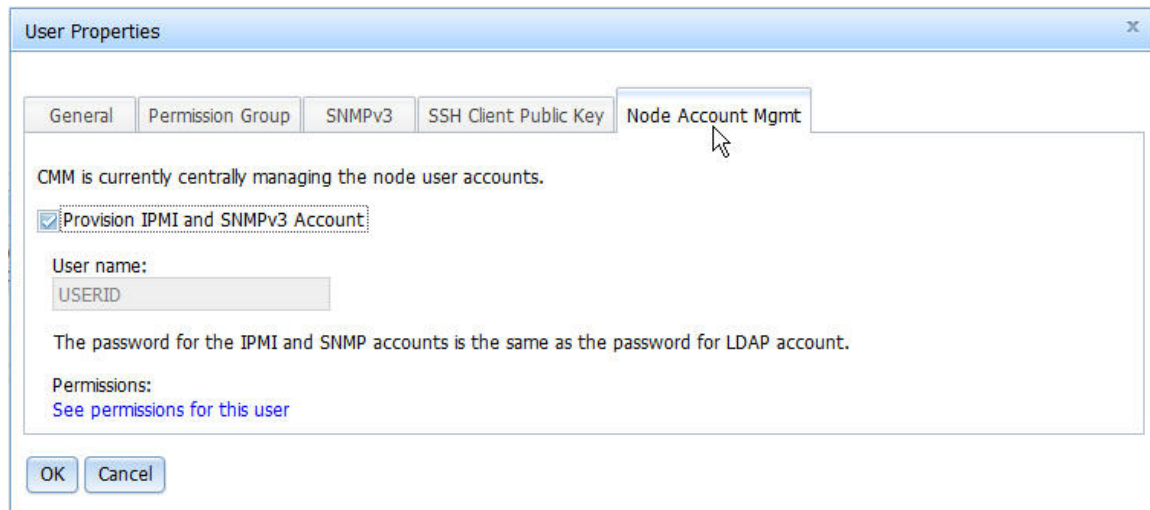 User Properties
x
General Permission Group SNMPv3 SSH Client Public Key Node Account Mgmt
CMM is currently centrally managing the node user accounts.
Provision IPMI and SNMPv3 Account
User name:
USERID
The password for the IPMI and SNMP accounts is the same as the password for LDAP account.
Permissions:
See permissions for this user
OK Cancel